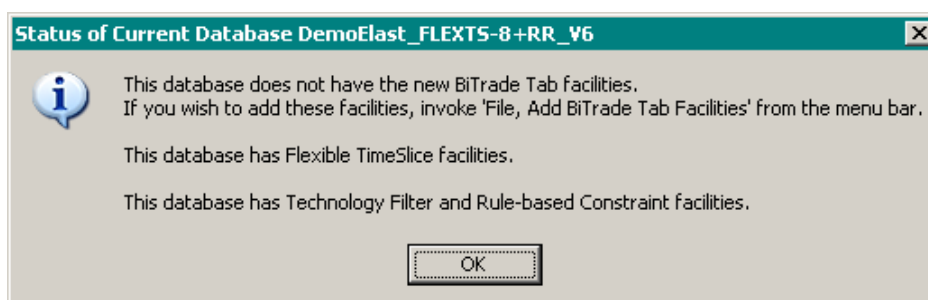 Status of Current Database DemoElast_FLEXTS-8+RR_V6
This database does not have the new BiTrade Tab facilities.
If you wish to add these facilities, invoke 'File, Add BiTrade Tab Facilities' from the menu bar.
This database has Flexible TimeSlice facilities.
This database has Technology Filter and Rule-based Constraint facilities.
OK